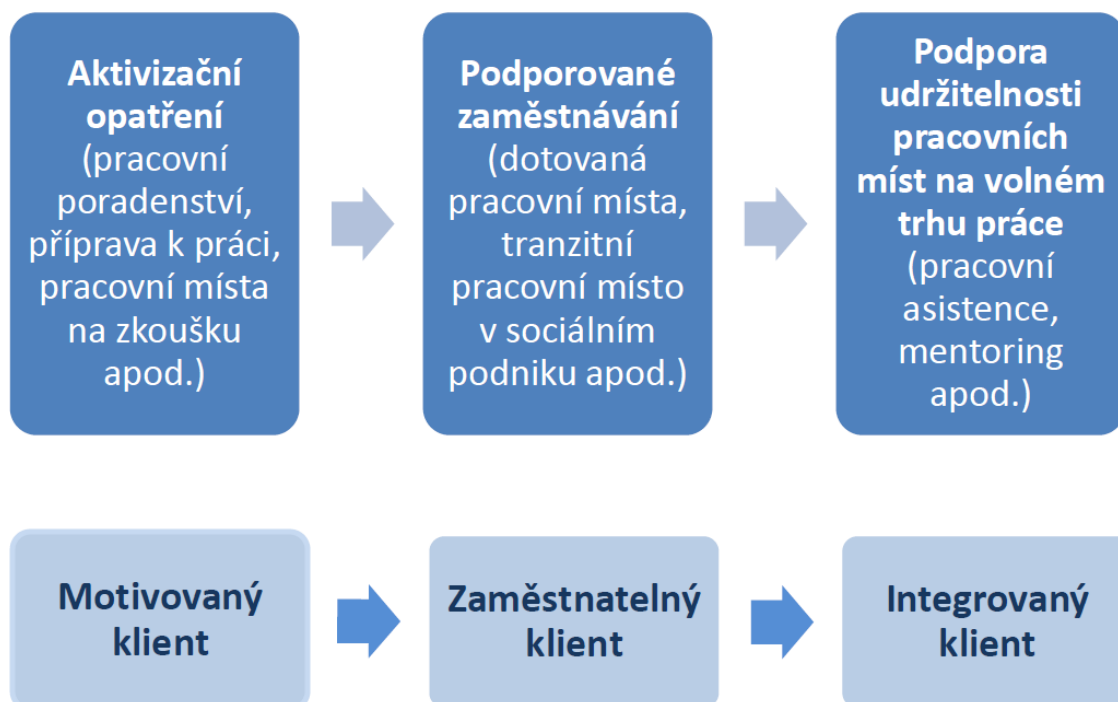 Aktivizační
opatření
(pracovní
poradenství,
příprava k práci,
pracovní místa
na zkoušku
apod.)
Podporované
zaměstnávání
(dotovaná
pracovní místa,
tranzitní
pracovní místo
v sociálním
podniku apod.)
Podpora
udržitelnosti
pracovních
míst na volném
trhu práce
(pracovní
asistence,
mentoring
apod.)
Motivovaný
klient
Zaměstnatelný
klient
Integrovaný
klient